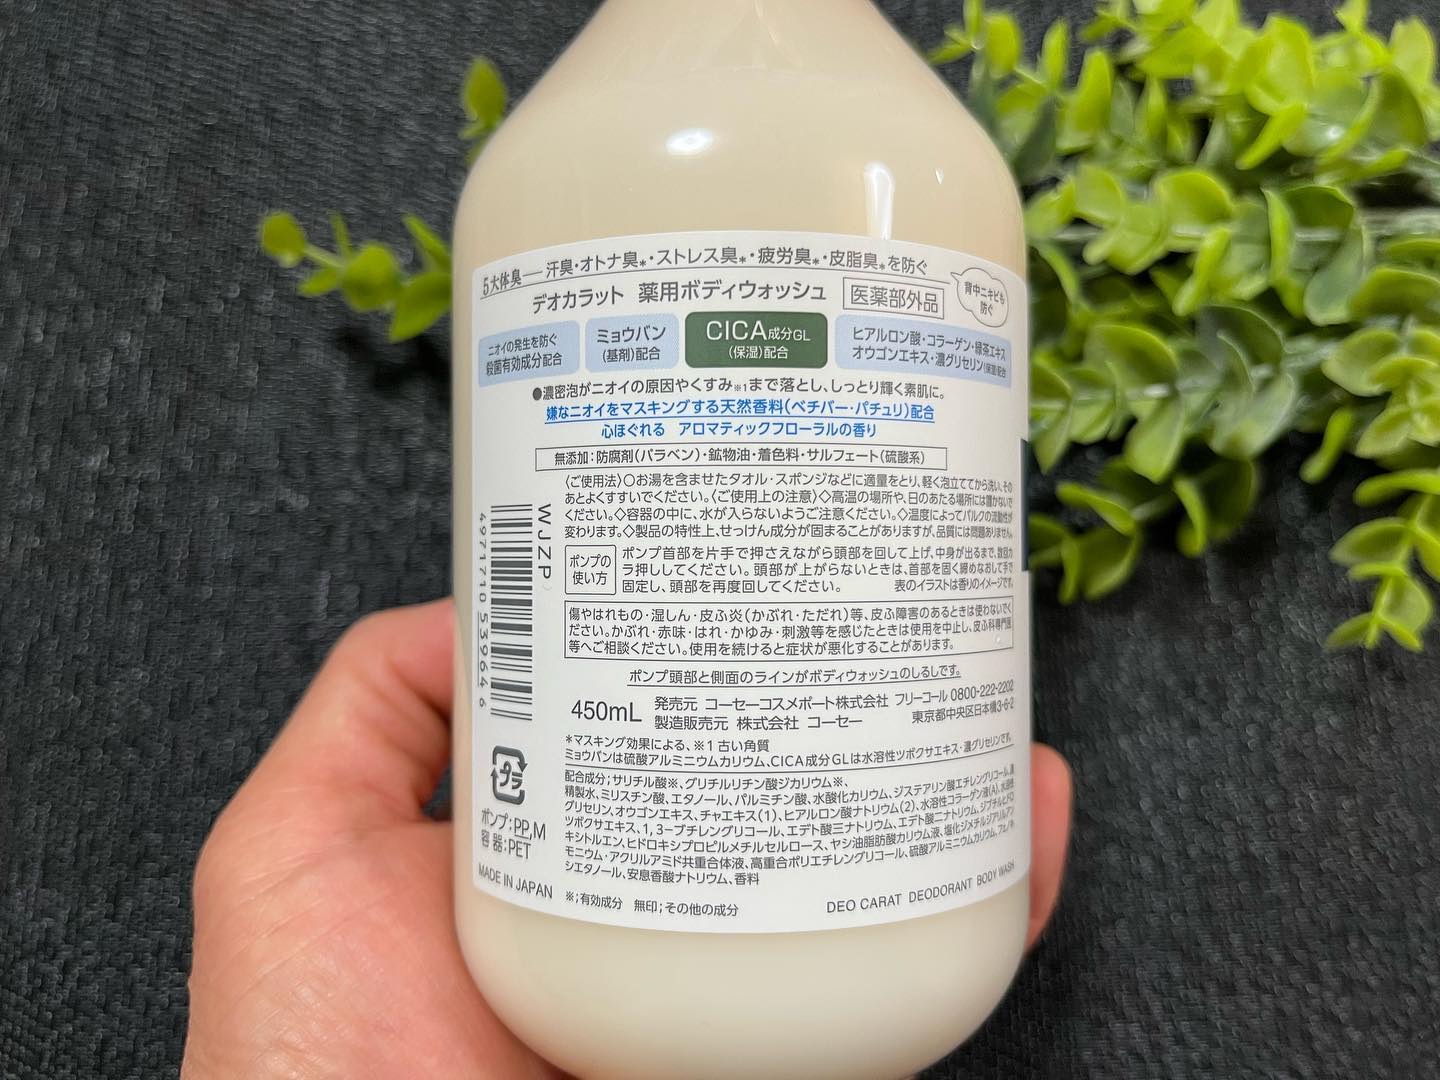 5大体臭―汗臭・オトナ臭*・ストレス臭*・疲労臭*・皮脂臭*を防ぐ
デオカラット 薬用ボディウォッシュ 医薬部外品
背中ニキビも
防ぐ
ニオイの発生を防ぐ
殺菌有効成分配合
ミョウバン
(基剤)配合
CICA成分GL
(保湿)配合
ヒアルロン酸・コラーゲン・緑茶エキス
オウゴンエキス・濃グリセリン(保湿)配合
●濃密泡がニオイの原因やくすみ※1まで落とし、しっとり輝く素肌に。
嫌なニオイをマスキングする天然香料(ベチバー・パチュリ)配合
心ほぐれる アロマティックフローラルの香り
無添加:防腐剤(パラベン)・鉱物油・着色料・サルフェート(硫酸系)
〈ご使用法〉○お湯を含ませたタオル・スポンジなどに適量をとり、軽く泡立ててから洗い、その
あとよくすすいでください。〈ご使用上の注意〉◇高温の場所や、日のあたる場所には置かないで
ください。◇容器の中に、水が入らないようご注意ください。◇温度によってバルクの流動性が
変わります。◇製品の特性上、せっけん成分が固まることがありますが、品質には問題ありません。
ポンプの
使い方
ポンプ首部を片手で押さえながら頭部を回して上げ、中身が出るまで、数回カ
ラ押ししてください。頭部が上がらないときは、首部を固く締めなおして手で
固定し、頭部を再度回してください。 表のイラストは香りのイメージです。
傷やはれもの・湿しん・皮ふ炎(かぶれ・ただれ)等、皮ふ障害のあるときは使わないでく
ださい。かぶれ・赤味・はれ・かゆみ・刺激等を感じたときは使用を中止し、皮ふ科専門医
等へご相談ください。使用を続けると症状が悪化することがあります。
ポンプ頭部と側面のラインがボディウォッシュのしるしです。
450mL
発売元 コーセーコスメポート株式会社 フリーコール 0800-222-2202
製造販売元 株式会社 コーセー 東京都中央区日本橋3-6-2
*マスキング効果による、※1 古い角質
ミョウバンは硫酸アルミニウムカリウム、CICA成分GLは水溶性ツボクサエキス・濃グリセリンです。
配合成分;サリチル酸※、グリチルリチン酸ジカリウム※、
精製水、ミリスチン酸、エタノール、パルミチン酸、水酸化カリウム、ジステアリン酸エチレングリコール、濃
グリセリン、オウゴンエキス、チャエキス(1)、ヒアルロン酸ナトリウム(2)、水溶性コラーゲン液(A)、水溶性
ツボクサエキス、1,3-ブチレングリコール、エデト酸三ナトリウム、エデト酸二ナトリウム、ジブチルヒドロ
キシトルエン、ヒドロキシプロピルメチルセルロース、ヤシ油脂肪酸カリウム液、塩化ジメチルジアリルアン
モニウム・アクリルアミド共重合体液、高重合ポリエチレングリコール、硫酸アルミニウムカリウム、フェノキ
シエタノール、安息香酸ナトリウム、香料
※;有効成分 無印;その他の成分
DEO CARAT DEODORANT BODY WASH
WJZP
4 971710 539646
プラ
ポンプ:PP,M
容器:PET
MADE IN JAPAN